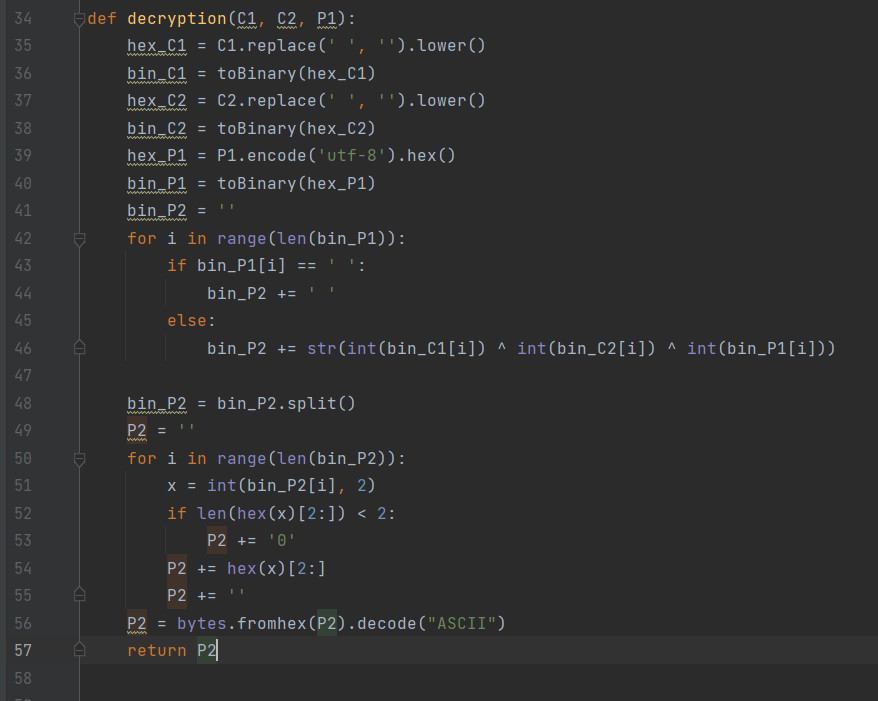 34 def decryption(C1, C2, P1):
35     hex_C1 = C1.replace(' ', '').lower()
36     bin_C1 = toBinary(hex_C1)
37     hex_C2 = C2.replace(' ', '').lower()
38     bin_C2 = toBinary(hex_C2)
39     hex_P1 = P1.encode('utf-8').hex()
40     bin_P1 = toBinary(hex_P1)
41     bin_P2 = ''
42     for i in range(len(bin_P1)):
43         if bin_P1[i] == ' ':
44             bin_P2 += ' '
45         else:
46             bin_P2 += str(int(bin_C1[i]) ^ int(bin_C2[i]) ^ int(bin_P1[i]))
47
48     bin_P2 = bin_P2.split()
49     P2 = ''
50     for i in range(len(bin_P2)):
51         x = int(bin_P2[i], 2)
52         if len(hex(x)[2:]) < 2:
53             P2 += '0'
54         P2 += hex(x)[2:]
55         P2 += ''
56     P2 = bytes.fromhex(P2).decode("ASCII")
57     return P2
58